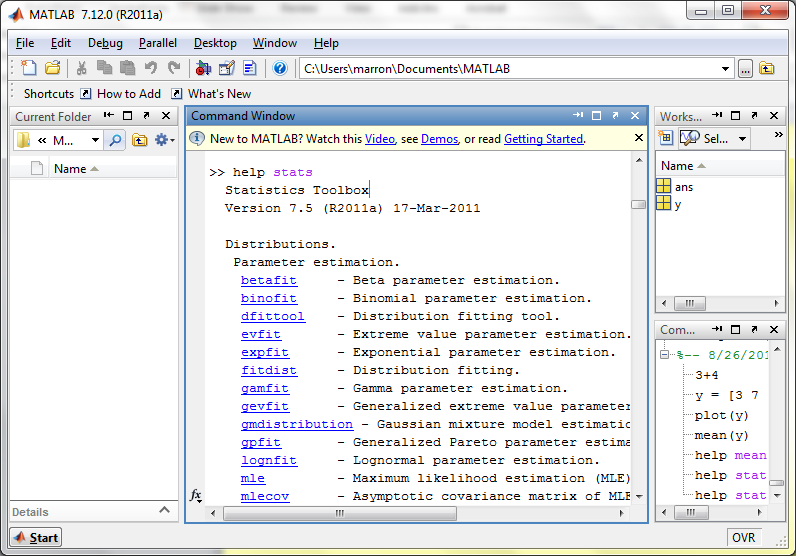 MATLAB 7.12.0 (R2011a)
File Edit Debug Parallel Desktop Window Help
C:\Users\marron\Documents\MATLAB
Shortcuts How to Add What's New
Current Folder
« M...
Name
Details
Command Window
New to MATLAB? Watch this Video, see Demos, or read Getting Started.
>> help stats
Statistics Toolbox
Version 7.5 (R2011a) 17-Mar-2011
Distributions.
Parameter estimation.
betafit - Beta parameter estimation.
binofit - Binomial parameter estimation.
dfittool - Distribution fitting tool.
evfit - Extreme value parameter estimation.
expfit - Exponential parameter estimation.
fitdist - Distribution fitting.
gamfit - Gamma parameter estimation.
gevfit - Generalized extreme value parameter
gmdistribution - Gaussian mixture model estimatio
gpfit - Generalized Pareto parameter estima
lognfit - Lognormal parameter estimation.
mle - Maximum likelihood estimation (MLE)
mlecov - Asymptotic covariance matrix of MLE
fx
Works...
Sel... »
Name
ans
y
Com...
%-- 8/26/201
3+4
y = [3 7
plot(y)
mean(y)
help mean
help stat
help stat
Start
OVR